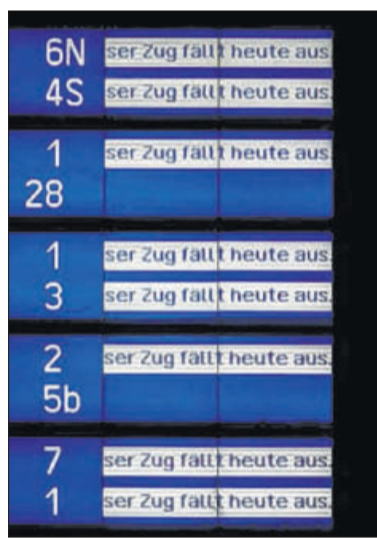 6N ser Zug fällt heute aus.
4S ser Zug fällt heute aus.
1 ser Zug fällt heute aus.
28
1 ser Zug fällt heute aus.
3 ser Zug fällt heute aus.
2 ser Zug fällt heute aus.
5b
7 ser Zug fällt heute aus.
1 ser Zug fällt heute aus.